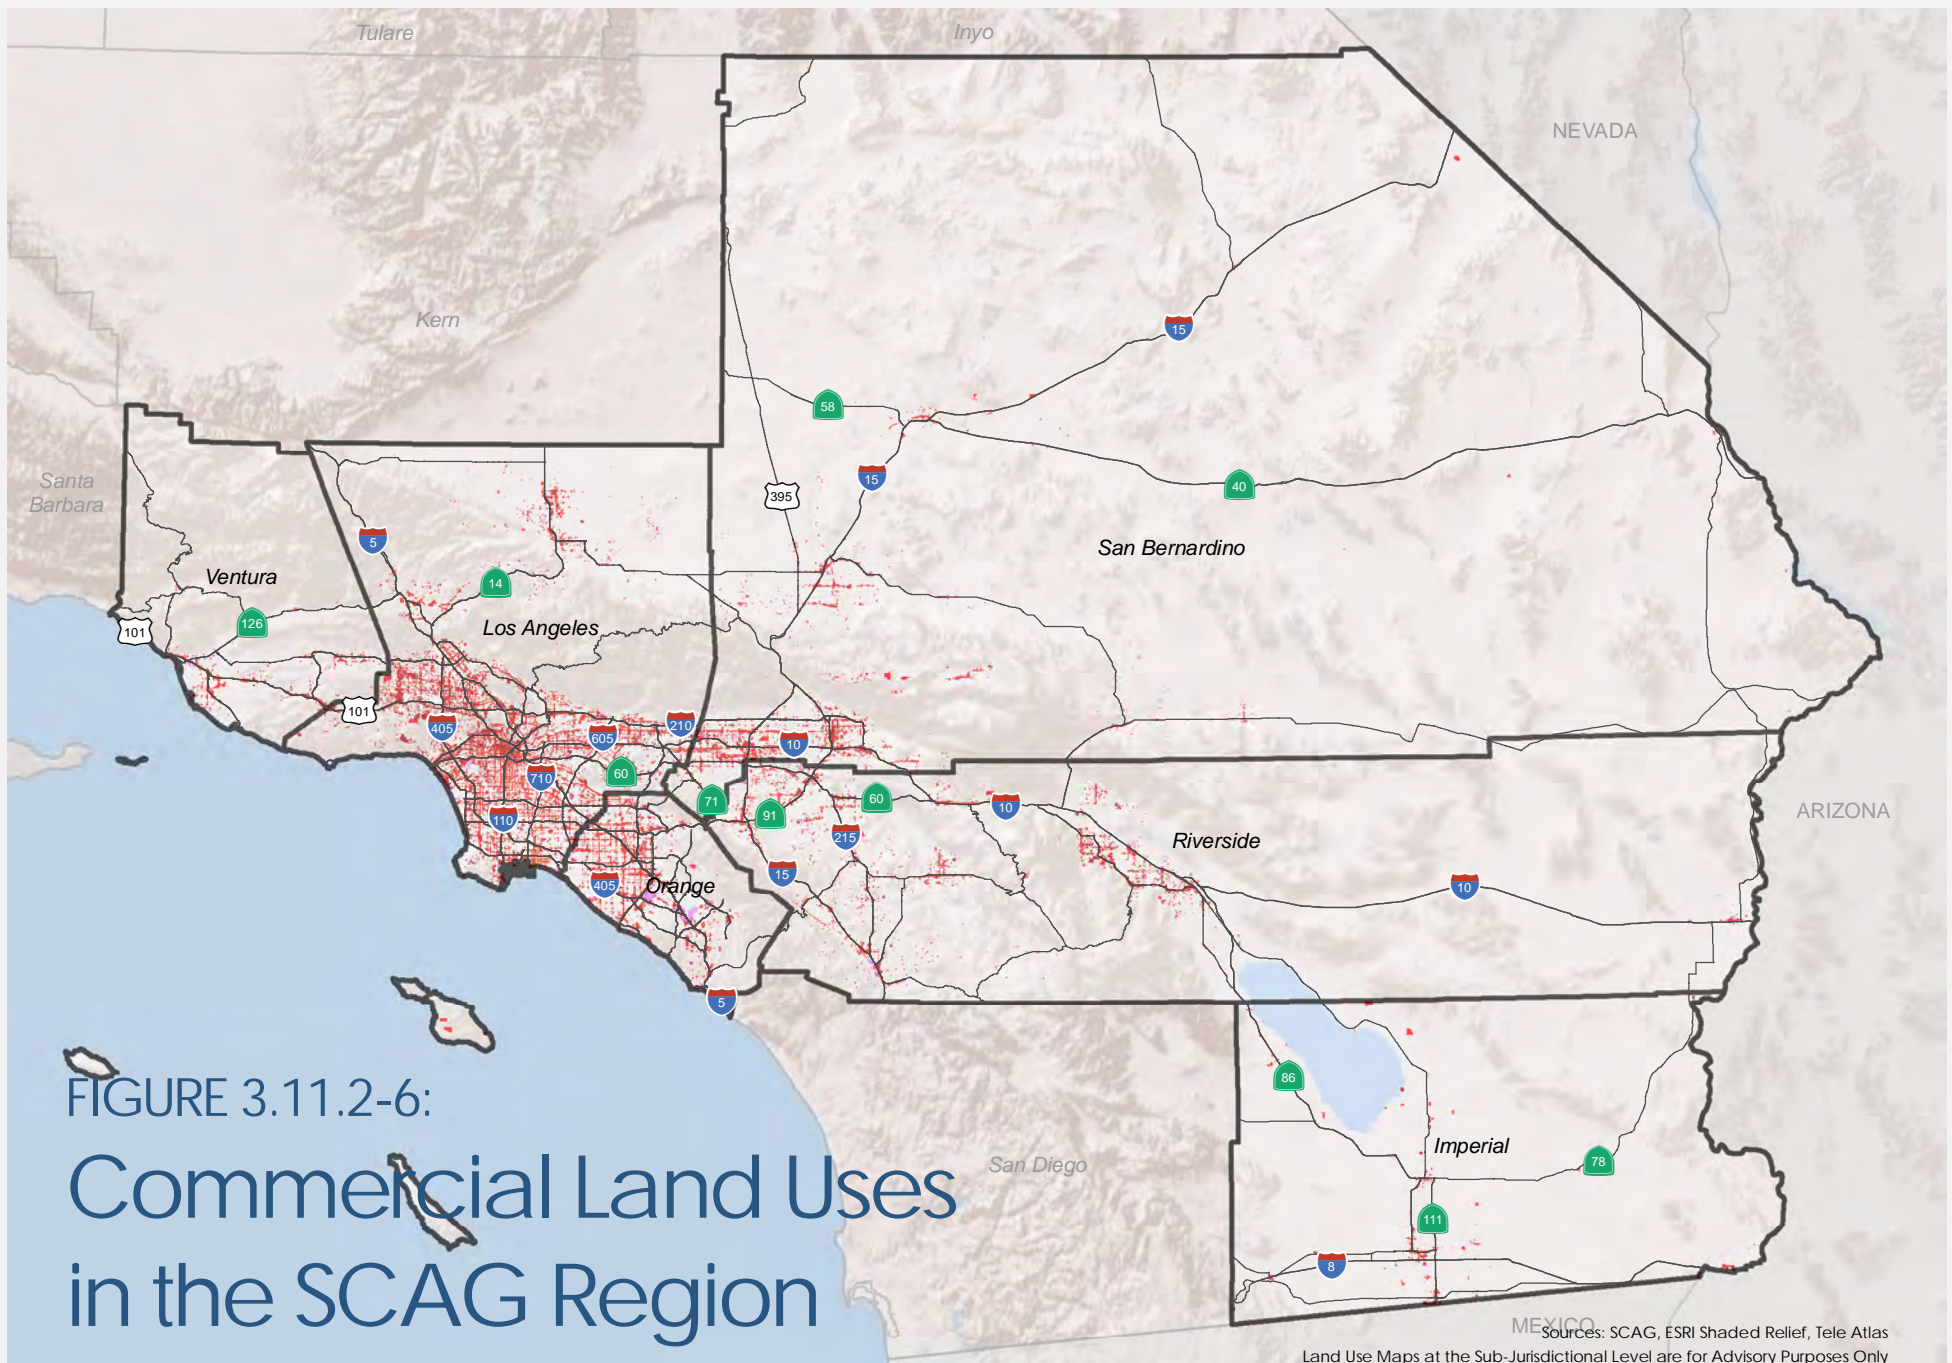 Tulare
Inyo
NEVADA
Kern
15
58
Santa
Barbara
15
395
40
5
San Bernardino
Ventura
14
126
101
Los Angeles
101
405
605
210
10
710
60
71
91
60
10
110
215
ARIZONA
Riverside
15
405
Orange
10
5
86
FIGURE 3.11.2-6:
Imperial
San Diego
78
Commercial Land Uses
111
8
in the SCAG Region
MEXICO
Sources: SCAG, ESRI Shaded Relief, Tele Atlas
Land Use Maps at the Sub-Jurisdictional Level are for Advisory Purposes Only